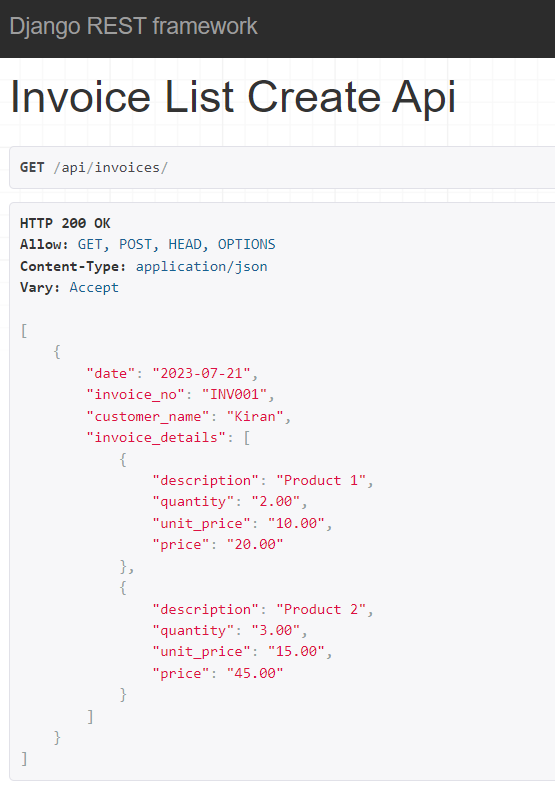 Django REST framework
Invoice List Create Api
GET /api/invoices/
HTTP 200 OK
Allow: GET, POST, HEAD, OPTIONS
Content-Type: application/json
Vary: Accept
[
    {
        "date": "2023-07-21",
        "invoice_no": "INV001",
        "customer_name": "Kiran",
        "invoice_details": [
            {
                "description": "Product 1",
                "quantity": "2.00",
                "unit_price": "10.00",
                "price": "20.00"
            },
            {
                "description": "Product 2",
                "quantity": "3.00",
                "unit_price": "15.00",
                "price": "45.00"
            }
        ]
    }
]